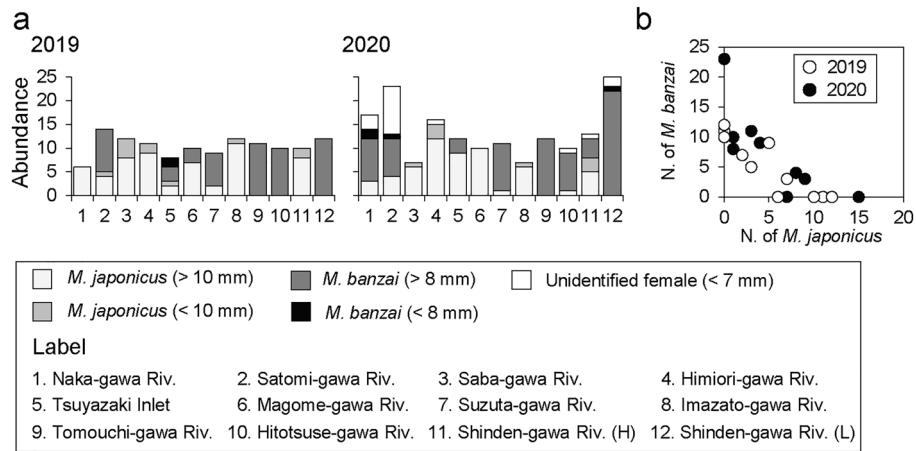 a
2019
2020
Abundance
25
20
15
10
5
0
1 2 3 4 5 6 7 8 9 10 11 12
25
20
15
10
5
0
1 2 3 4 5 6 7 8 9 10 11 12
b
N. of M. banzai
25
20
15
10
5
0
2019
2020
0 5 10 15 20
N. of M. japonicus
M. japonicus (> 10 mm)
M. banzai (> 8 mm)
Unidentified female (< 7 mm)
M. japonicus (< 10 mm)
M. banzai (< 8 mm)
Label
1. Naka-gawa Riv.
2. Satomi-gawa Riv.
3. Saba-gawa Riv.
4. Himiori-gawa Riv.
5. Tsuyazaki Inlet
6. Magome-gawa Riv.
7. Suzuta-gawa Riv.
8. Imazato-gawa Riv.
9. Tomouchi-gawa Riv.
10. Hitotsuse-gawa Riv.
11. Shinden-gawa Riv. (H)
12. Shinden-gawa Riv. (L)